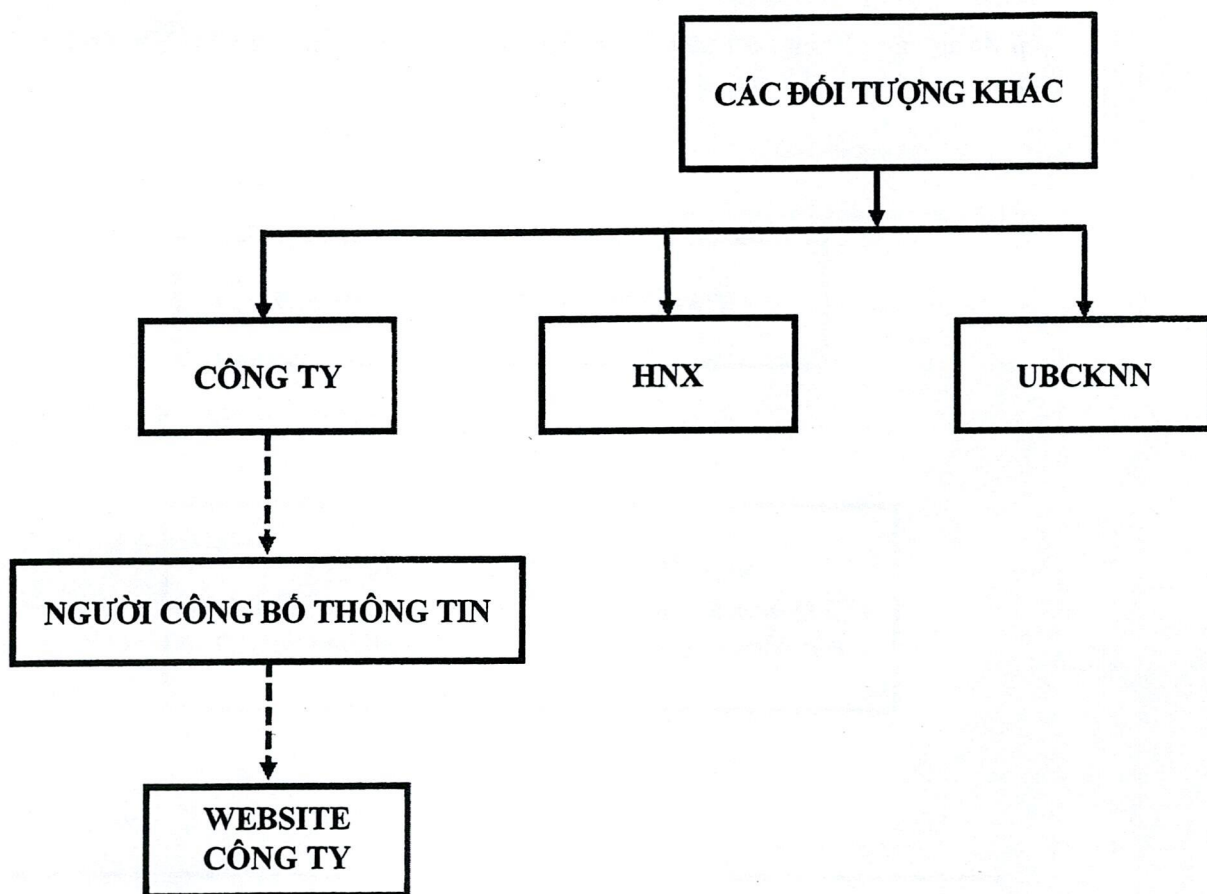 CÁC ĐỐI TƯỢNG KHÁC
CÔNG TY
HNX
UBCKNN
NGƯỜI CÔNG BỐ THÔNG TIN
WEBSITE
CÔNG TY